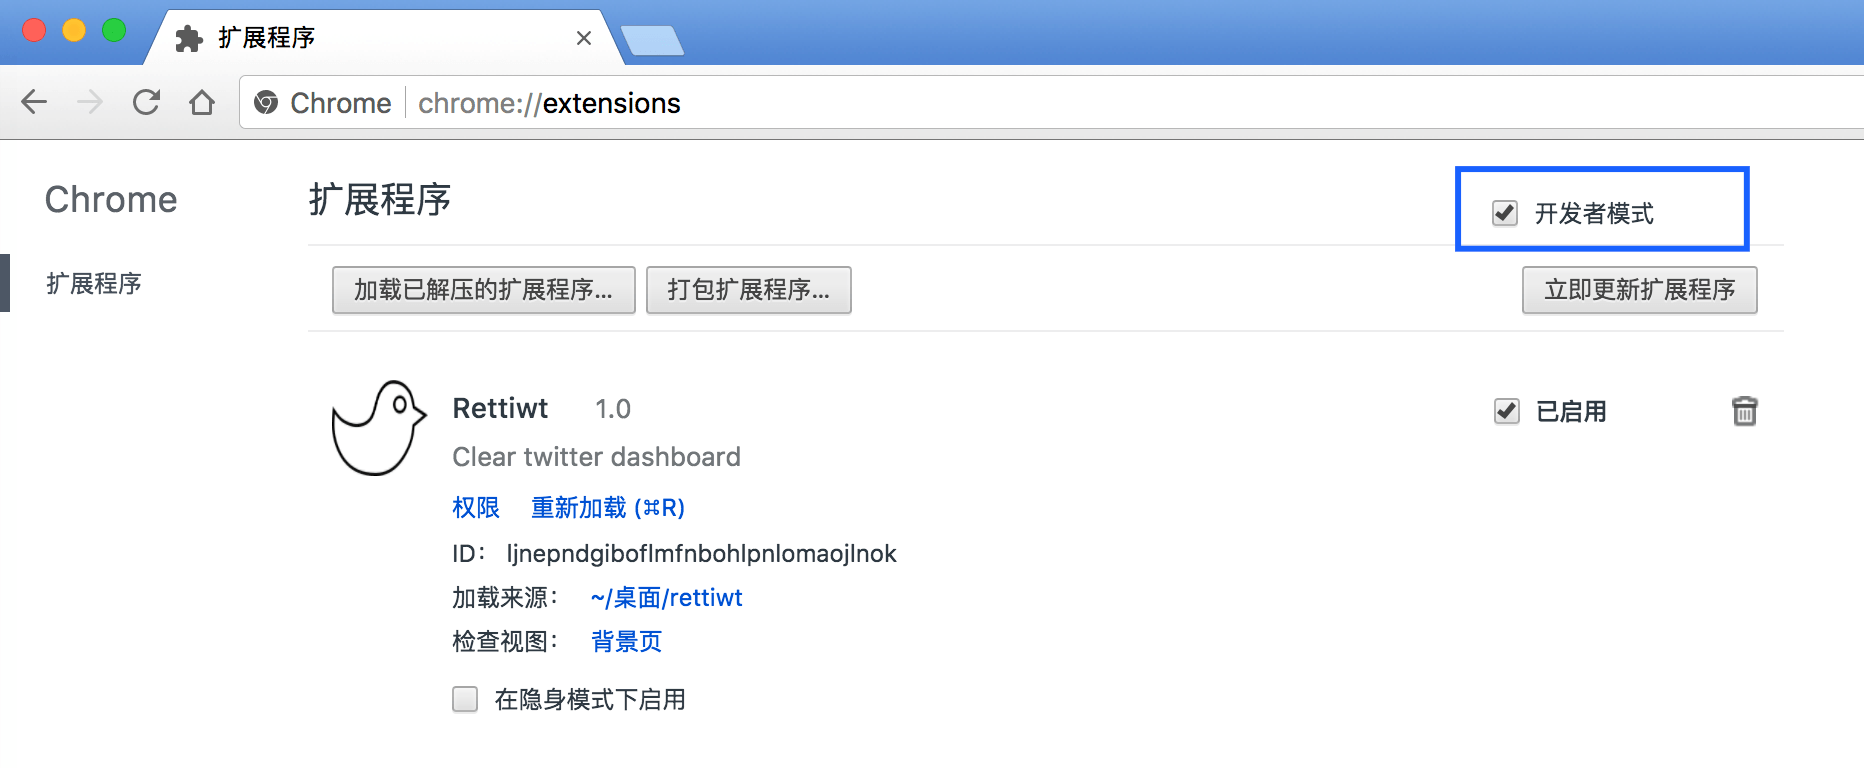 扩展程序
Chrome chrome://extensions
Chrome
扩展程序
扩展程序
开发者模式
加载已解压的扩展程序...
打包扩展程序...
立即更新扩展程序
Rettiwt 1.0
已启用
Clear twitter dashboard
权限 重新加载 (⌘R)
ID： ljnepndgiboflmfnbohlpnlomaojlnok
加载来源： ~/桌面/rettiwt
检查视图： 背景页
在隐身模式下启用